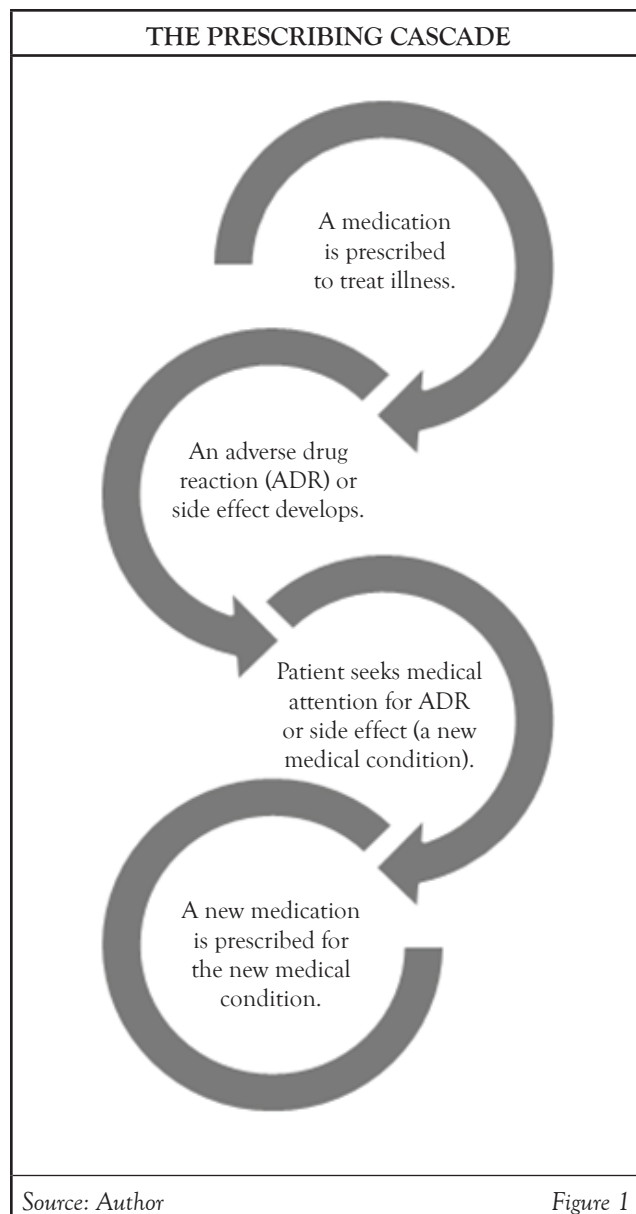 THE PRESCRIBING CASCADE
A medication
is prescribed
to treat illness.
An adverse drug
reaction (ADR) or
side effect develops.
Patient seeks medical
attention for ADR
or side effect (a new
medical condition).
A new medication
is prescribed for
the new medical
condition.
Source: Author
Figure 1